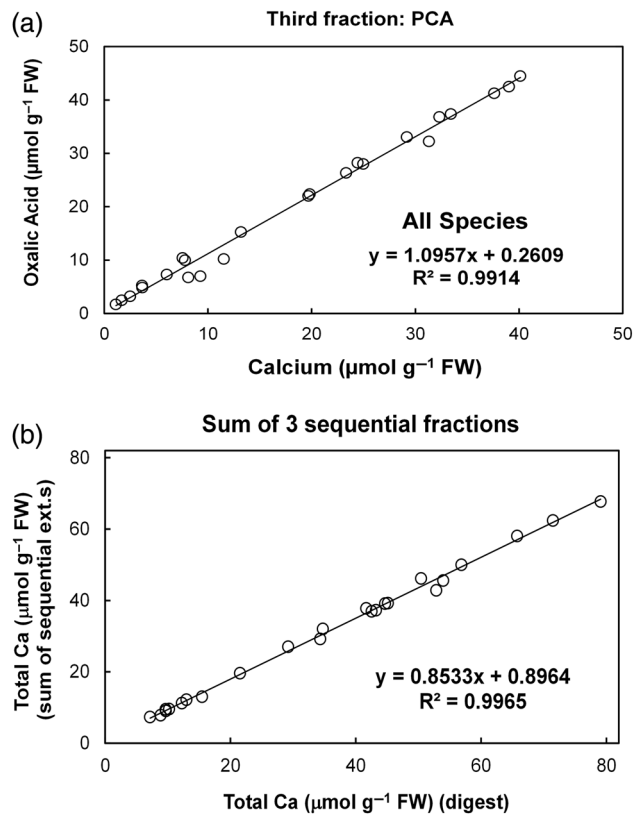 (a)
Third fraction: PCA
Oxalic Acid (μmol g⁻¹ FW)
50
40
30
20
10
0
All Species
y = 1.0957x + 0.2609
R² = 0.9914
0 10 20 30 40 50
Calcium (μmol g⁻¹ FW)
(b)
Sum of 3 sequential fractions
Total Ca (μmol g⁻¹ FW)
(sum of sequential ext.s)
80
60
40
20
0
y = 0.8533x + 0.8964
R² = 0.9965
0 20 40 60 80
Total Ca (μmol g⁻¹ FW) (digest)